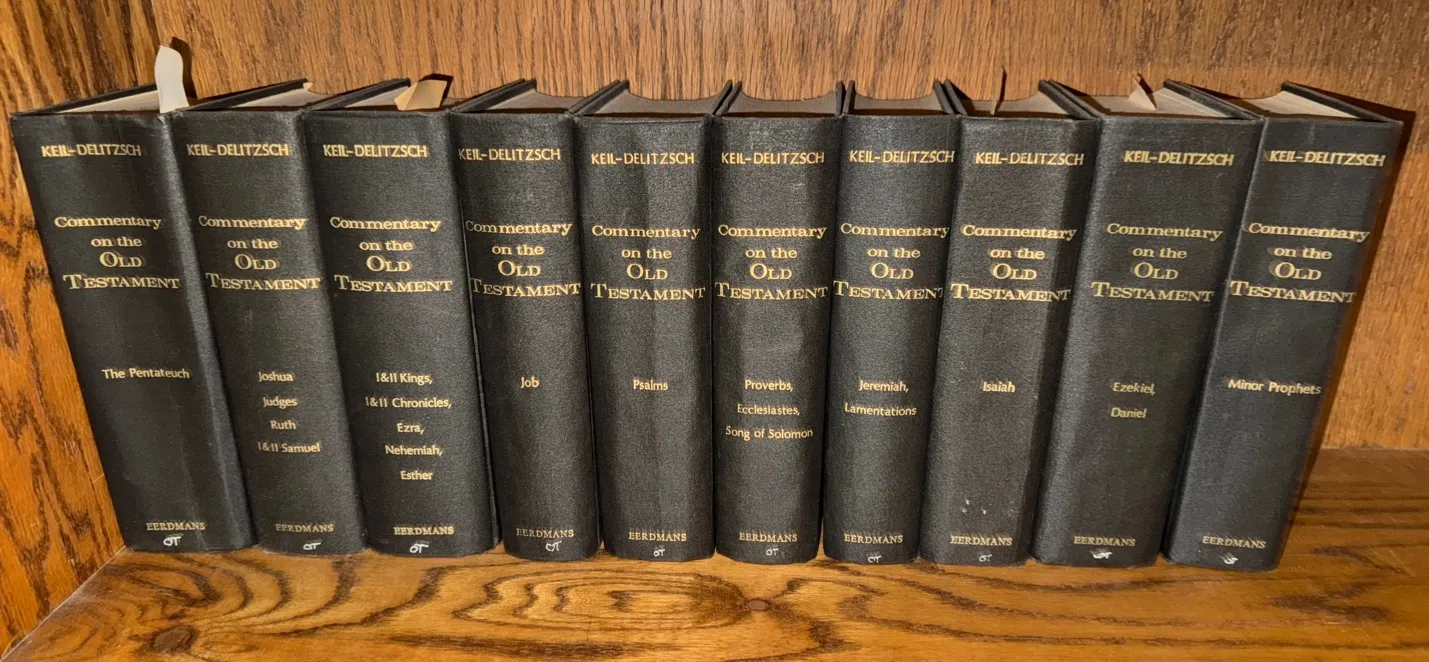 KEIL-DELITZSCH
Commentary
on the
OLD
TESTAMENT
The Pentateuch
EERDMANS
OT
KEIL-DELITZSCH
Commentary
on the
OLD
TESTAMENT
Joshua
Judges
Ruth
I&II Samuel
EERDMANS
OT
KEIL-DELITZSCH
Commentary
on the
OLD
TESTAMENT
I&II Kings,
I&II Chronicles,
Ezra,
Nehemiah,
Esther
EERDMANS
OT
KEIL-DELITZSCH
Commentary
on the
OLD
TESTAMENT
Job
EERDMANS
OT
KEIL-DELITZSCH
Commentary
on the
OLD
TESTAMENT
Psalms
EERDMANS
OT
KEIL-DELITZSCH
Commentary
on the
OLD
TESTAMENT
Proverbs,
Ecclesiastes,
Song of Solomon
EERDMANS
OT
KEIL-DELITZSCH
Commentary
on the
OLD
TESTAMENT
Jeremiah,
Lamentations
EERDMANS
OT
KEIL-DELITZSCH
Commentary
on the
OLD
TESTAMENT
Isaiah
EERDMANS
OT
KEIL-DELITZSCH
Commentary
on the
OLD
TESTAMENT
Ezekiel,
Daniel
EERDMANS
KEIL-DELITZSCH
Commentary
on the
OLD
TESTAMENT
Minor Prophets
EERDMANS